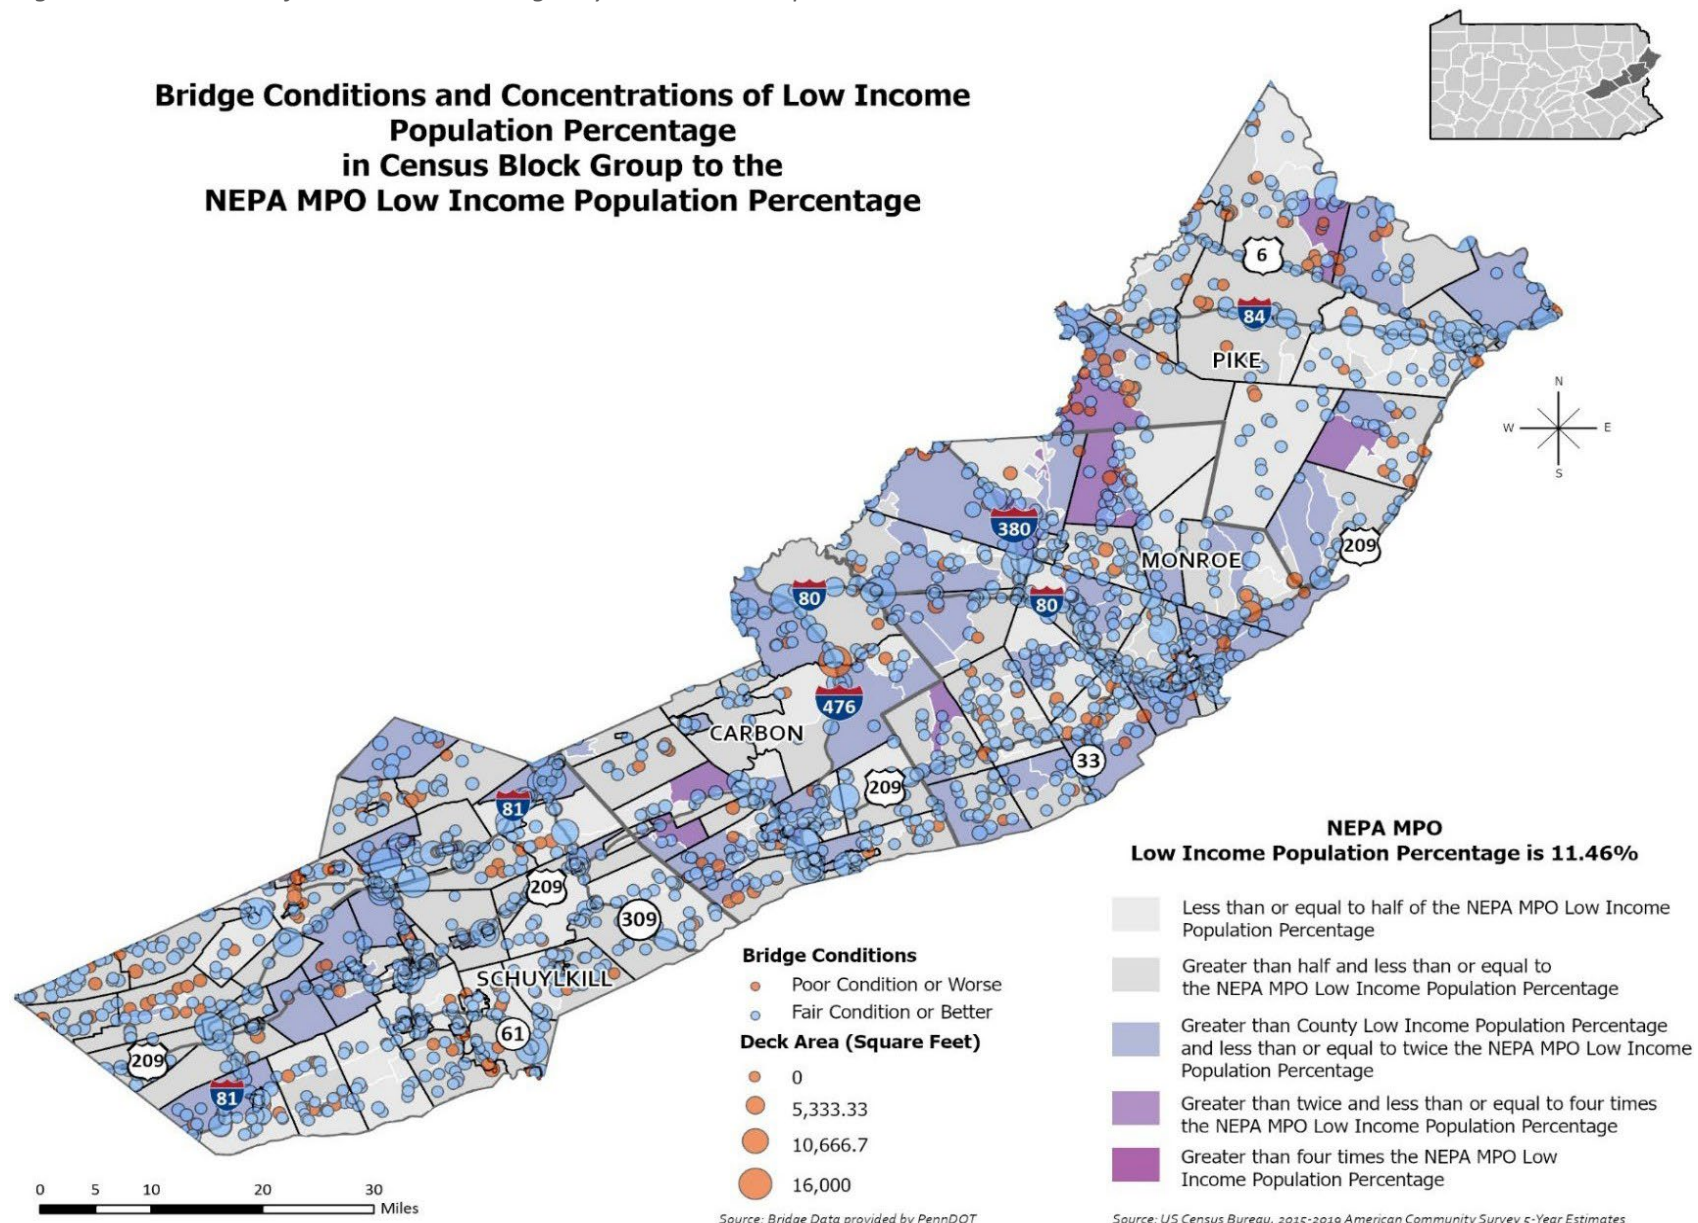 Bridge Conditions and Concentrations of Low Income
Population Percentage
in Census Block Group to the
NEPA MPO Low Income Population Percentage
6
84
PIKE
N
W E
S
380
209
MONROE
80
80
476
CARBON
33
209
81
209
309
SCHUYLKILL
61
209
81
NEPA MPO
Low Income Population Percentage is 11.46%
Less than or equal to half of the NEPA MPO Low Income
Population Percentage
Greater than half and less than or equal to
the NEPA MPO Low Income Population Percentage
Greater than County Low Income Population Percentage
and less than or equal to twice the NEPA MPO Low Income
Population Percentage
Greater than twice and less than or equal to four times
the NEPA MPO Low Income Population Percentage
Greater than four times the NEPA MPO Low
Income Population Percentage
Bridge Conditions
Poor Condition or Worse
Fair Condition or Better
Deck Area (Square Feet)
0
5,333.33
10,666.7
16,000
0 5 10 20 30
Miles
Source: Bridge Data provided by PennDOT
Source: US Census Bureau, 2015-2019 American Community Survey 5-Year Estimates